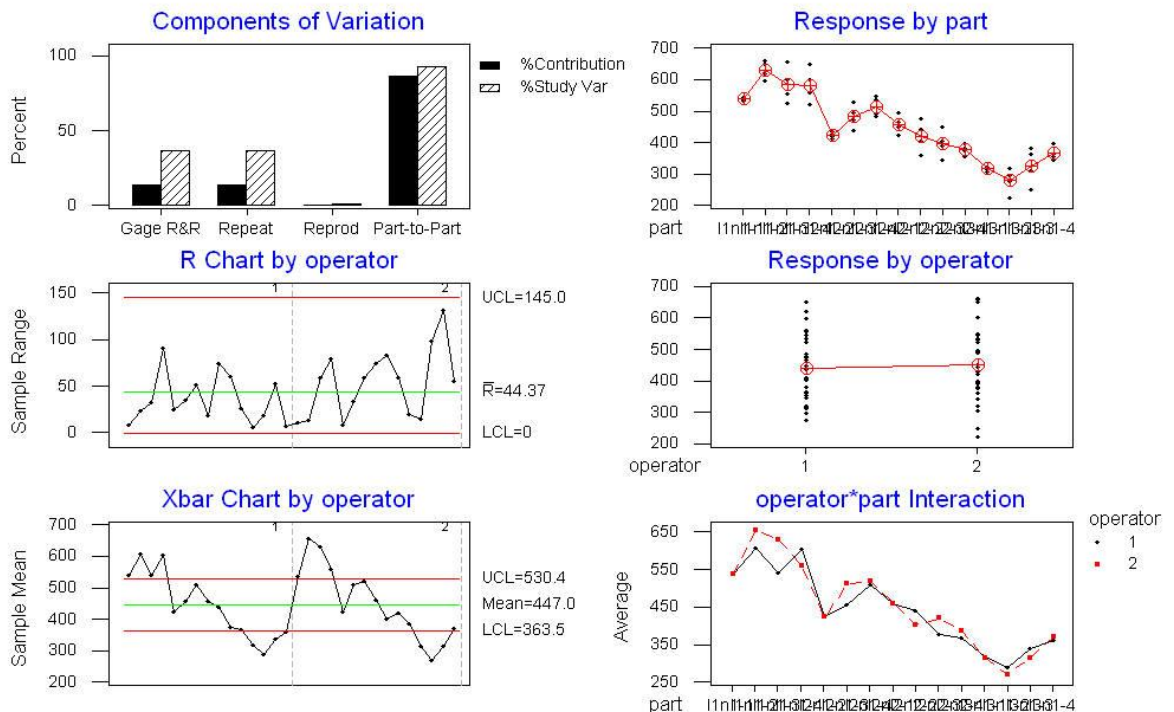 Components of Variation
100
50
0
Percent
Gage R&R
Repeat
Reprod
Part-to-Part
%Contribution
%Study Var
Response by part
700
600
500
400
300
200
part
R Chart by operator
150
100
50
0
Sample Range
1
2
UCL=145.0
R=44.37
LCL=0
Response by operator
700
600
500
400
300
200
operator
1
2
Xbar Chart by operator
700
600
500
400
300
200
Sample Mean
1
2
UCL=530.4
Mean=447.0
LCL=363.5
operator*part Interaction
650
550
450
350
250
Average
part
operator
1
2